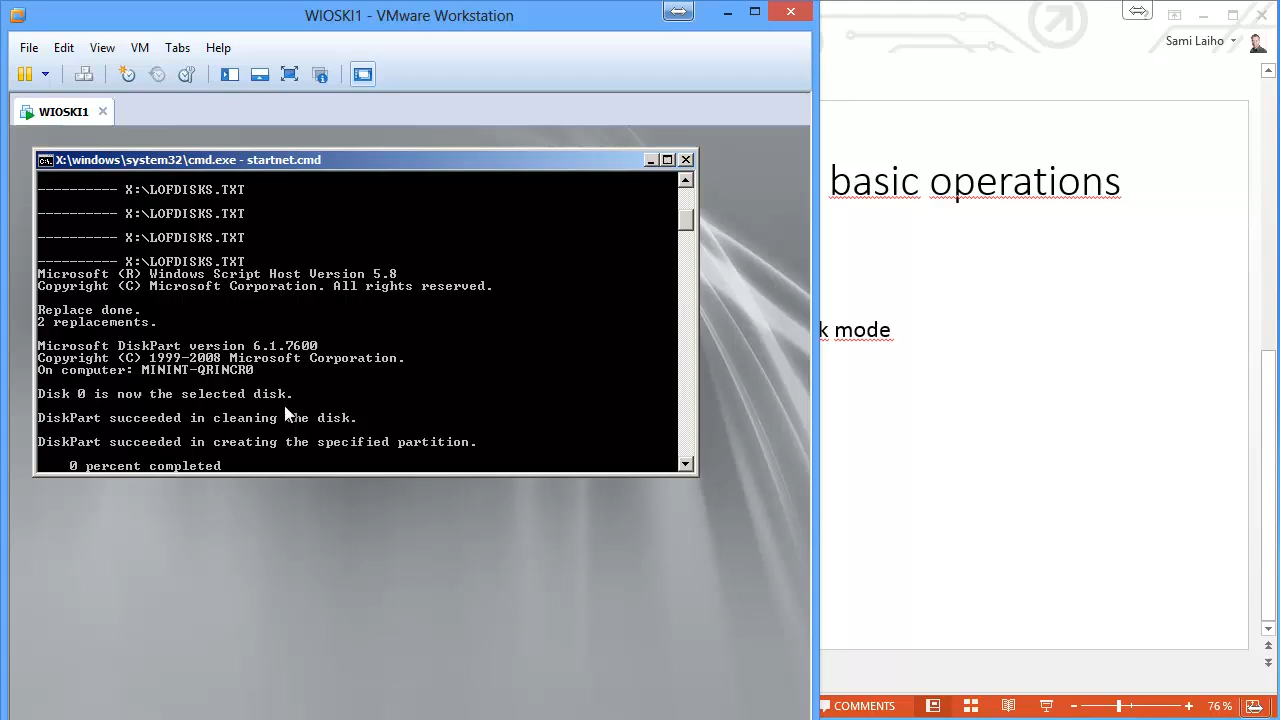 WIOSKI1 - VMware Workstation
File Edit View VM Tabs Help
WIOSKI1
X:\windows\system32\cmd.exe - startnet.cmd
---------- X:\LOFDISKS.TXT
---------- X:\LOFDISKS.TXT
---------- X:\LOFDISKS.TXT
---------- X:\LOFDISKS.TXT
Microsoft (R) Windows Script Host Version 5.8
Copyright (C) Microsoft Corporation. All rights reserved.
Replace done.
2 replacements.
Microsoft DiskPart version 6.1.7600
Copyright (C) 1999-2008 Microsoft Corporation.
On computer: MININT-QRINCR0
Disk 0 is now the selected disk.
DiskPart succeeded in cleaning the disk.
DiskPart succeeded in creating the specified partition.
0 percent completed
Sami Laiho
basic operations
k mode
COMMENTS
76 %